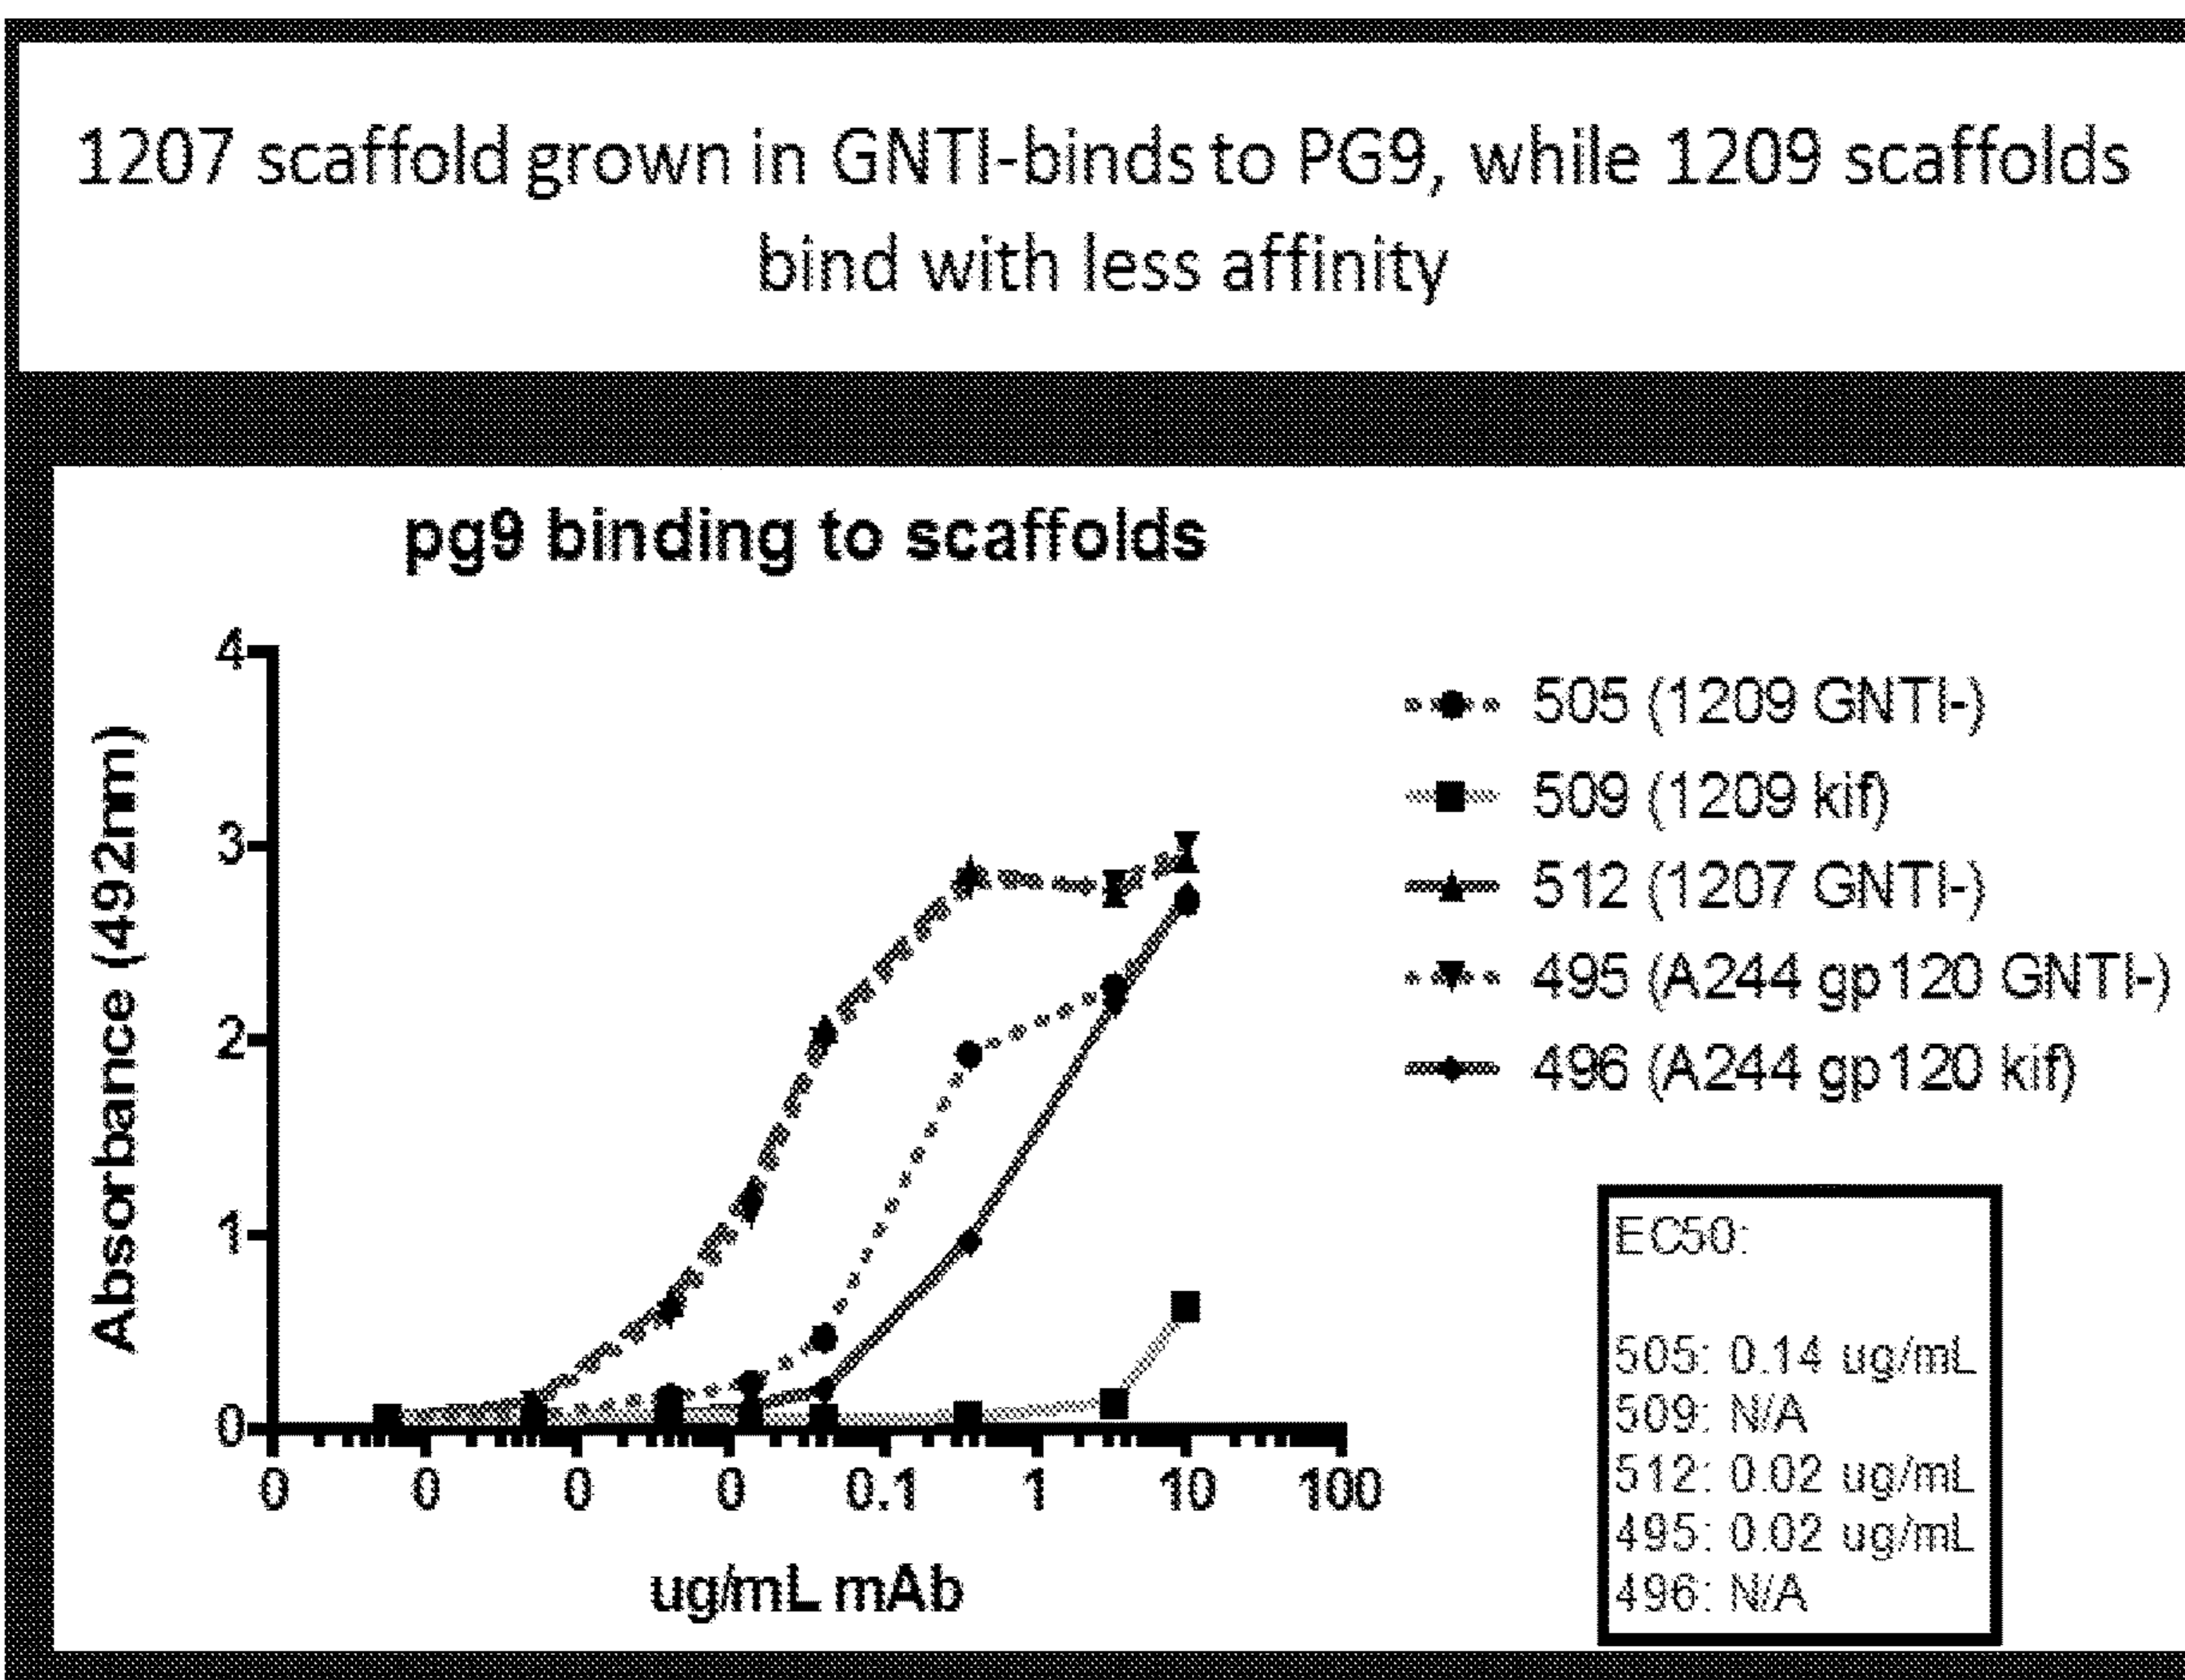 1207 scaffold grown in GNTI-binds to PG9, while 1209 scaffolds
bind with less affinity
pg9 binding to scaffolds
Absorbance (492nm)
4
3
2
1
0
0 0 0 0 0.1 1 10 100
ug/mL mAb
505 (1209 GNTI-)
509 (1209 kif)
512 (1207 GNTI-)
495 (A244 gp120 GNTI-)
496 (A244 gp120 kif)
EC50:
505: 0.14 ug/mL
509: N/A
512: 0.02 ug/mL
495: 0.02 ug/mL
496: N/A